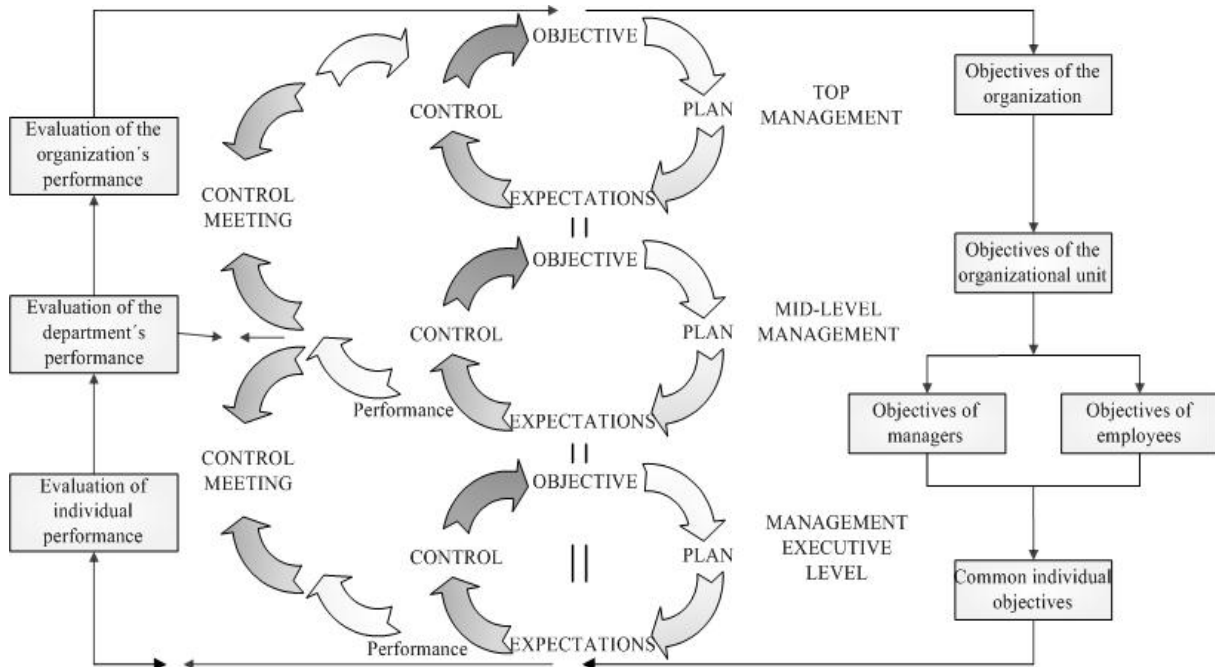 OBJECTIVE
Objectives of the
organization
CONTROL
PLAN
TOP
MANAGEMENT
Evaluation of the
organization´s
performance
CONTROL
MEETING
EXPECTATIONS
OBJECTIVE
Objectives of the
organizational unit
Evaluation of the
department´s
performance
CONTROL
PLAN
MID-LEVEL
MANAGEMENT
Performance
EXPECTATIONS
Objectives of
managers
Objectives of
employees
CONTROL
MEETING
OBJECTIVE
Evaluation of
individual
performance
CONTROL
PLAN
MANAGEMENT
EXECUTIVE
LEVEL
Common individual
objectives
Performance
EXPECTATIONS